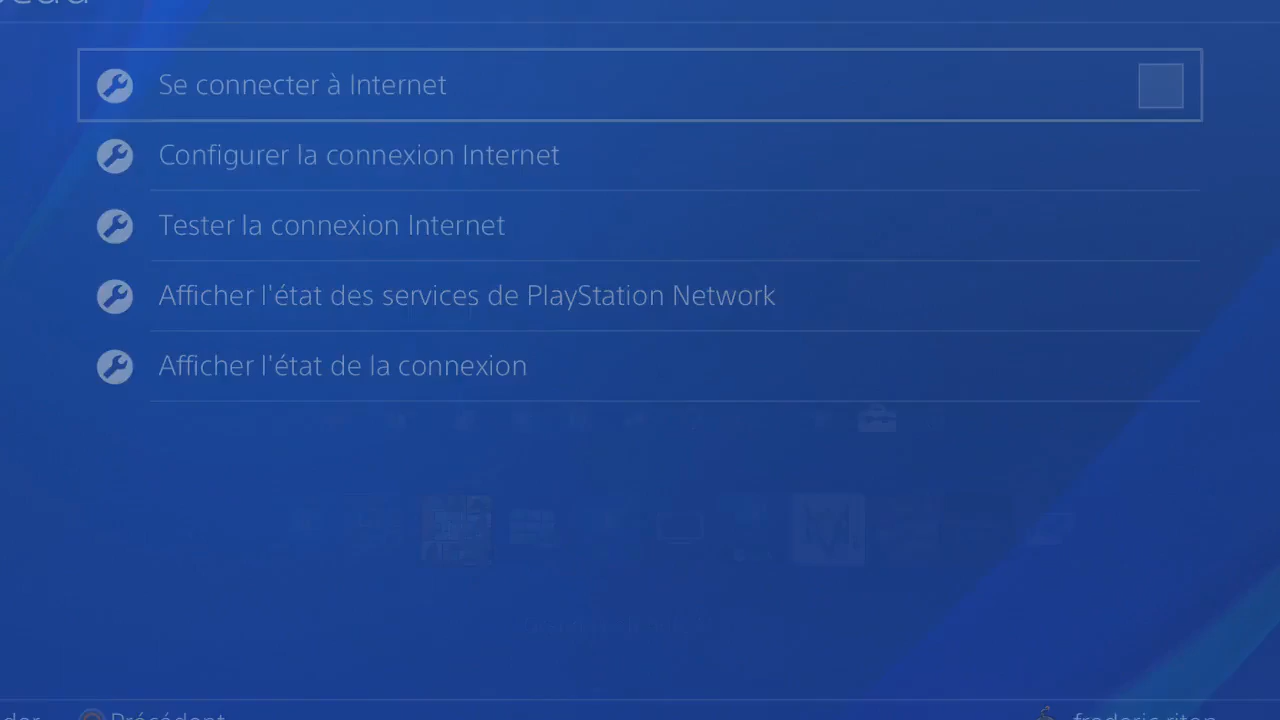 Se connecter à Internet
Configurer la connexion Internet
Tester la connexion Internet
Afficher l'état des services de PlayStation Network
Afficher l'état de la connexion
Précédent